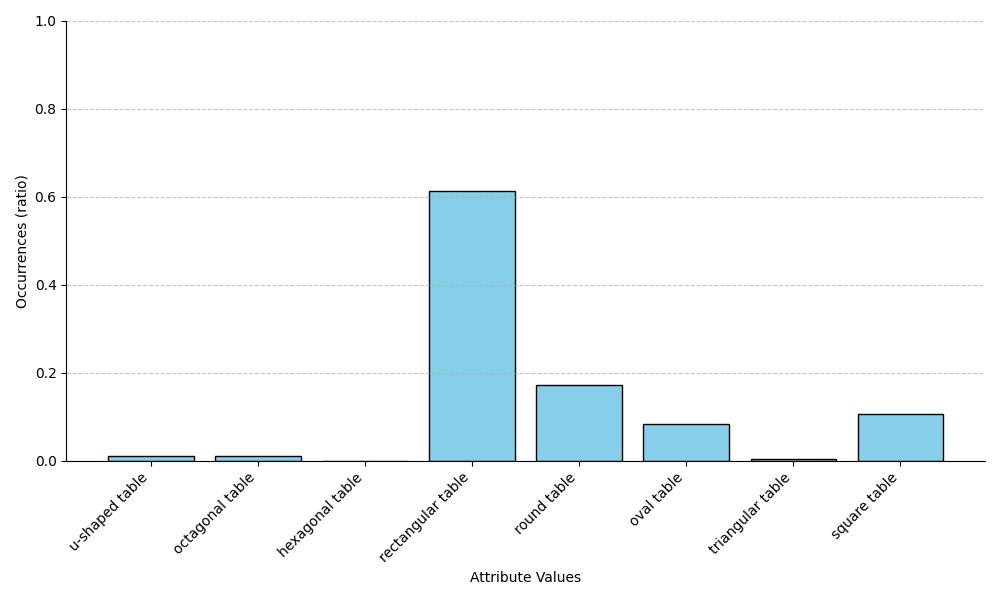 1.0
0.8
0.6
0.4
0.2
0.0
Occurrences (ratio)
u-shaped table
octagonal table
hexagonal table
rectangular table
round table
oval table
triangular table
square table
Attribute Values